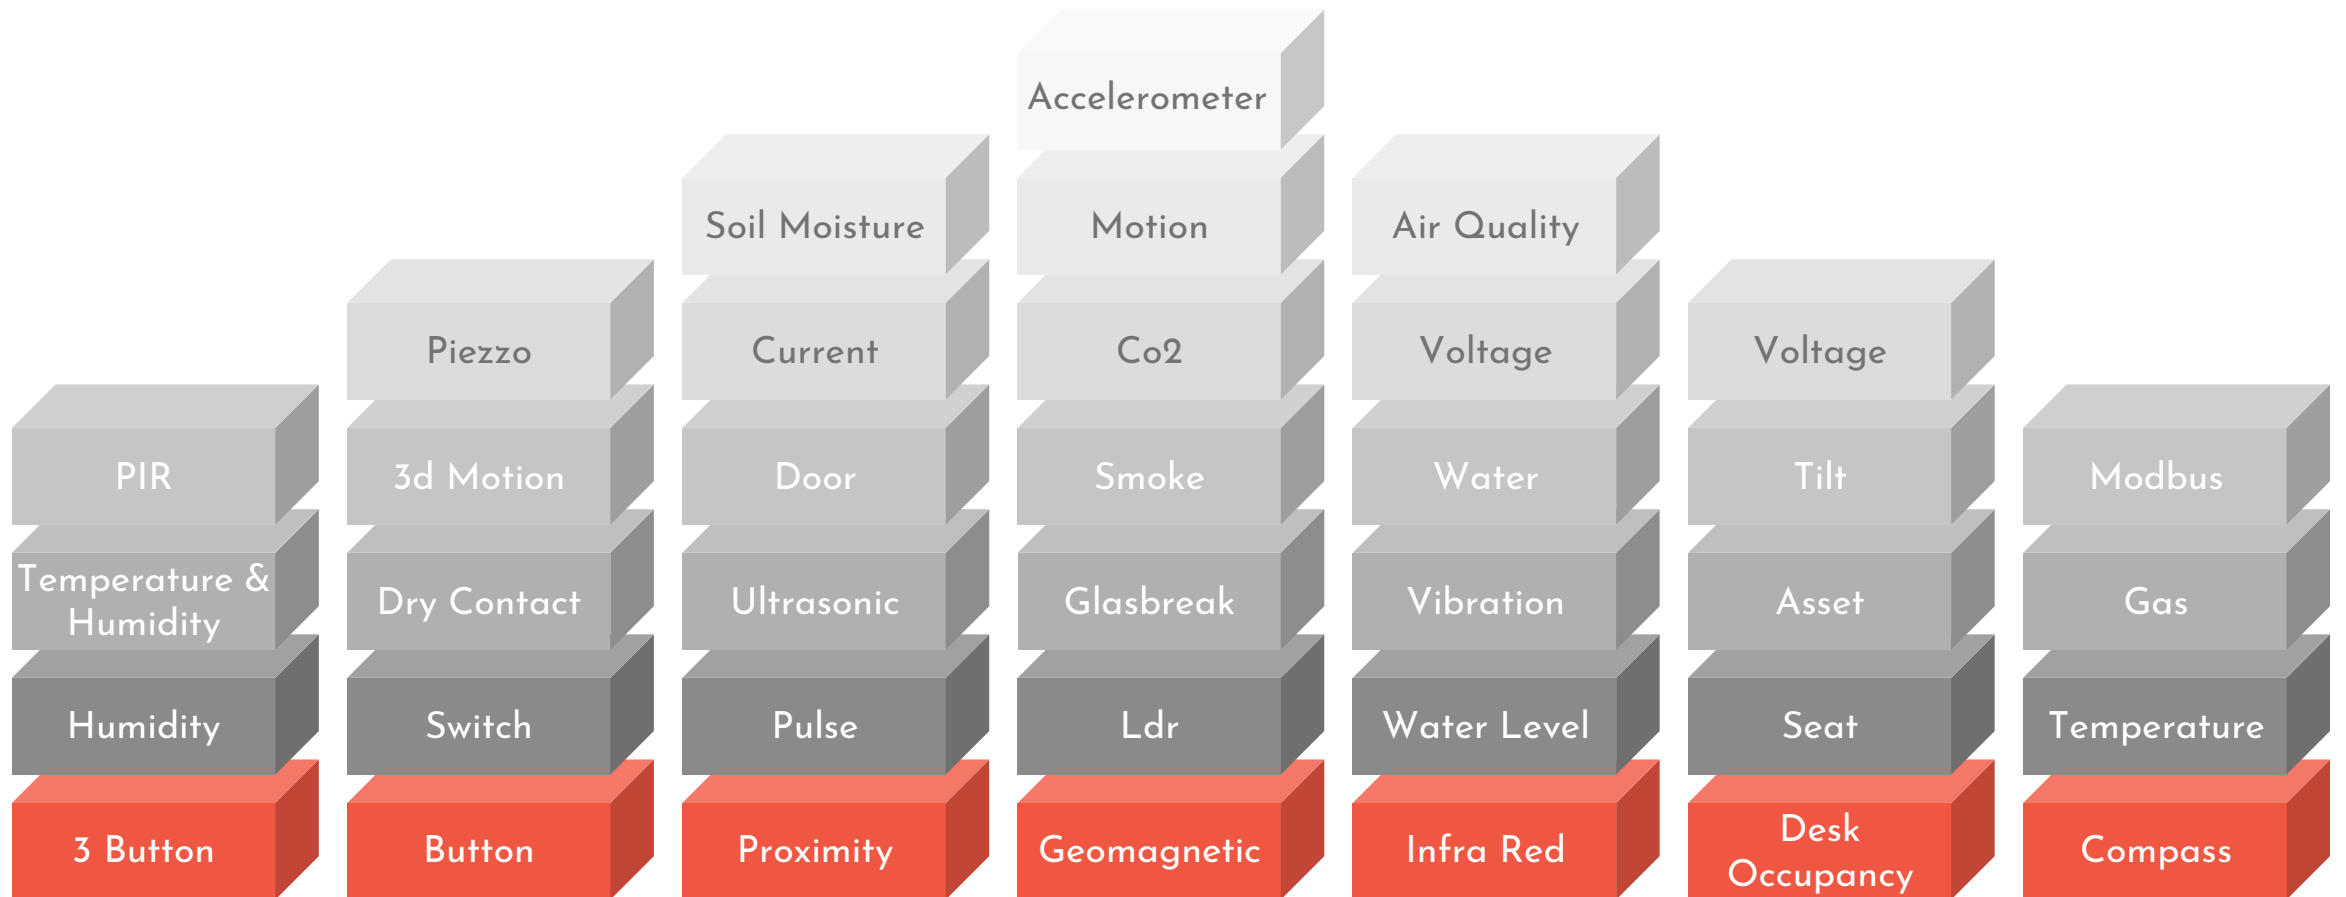 Accelerometer
Soil Moisture
Motion
Air Quality
Piezzo
Current
Co2
Voltage
Voltage
PIR
3d Motion
Door
Smoke
Water
Tilt
Modbus
Temperature &
Humidity
Dry Contact
Ultrasonic
Glasbreak
Vibration
Asset
Gas
Humidity
Switch
Pulse
Ldr
Water Level
Seat
Temperature
3 Button
Button
Proximity
Geomagnetic
Infra Red
Desk
Occupancy
Compass